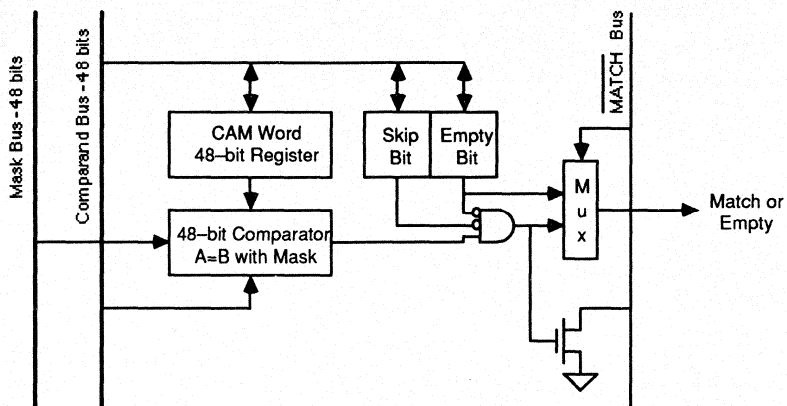 Mask Bus - 48 bits
Comparand Bus - 48 bits
MATCH Bus
CAM Word
48–bit Register
Skip
Bit
Empty
Bit
M
u
x
Match or
Empty
48–bit Comparator
A=B with Mask